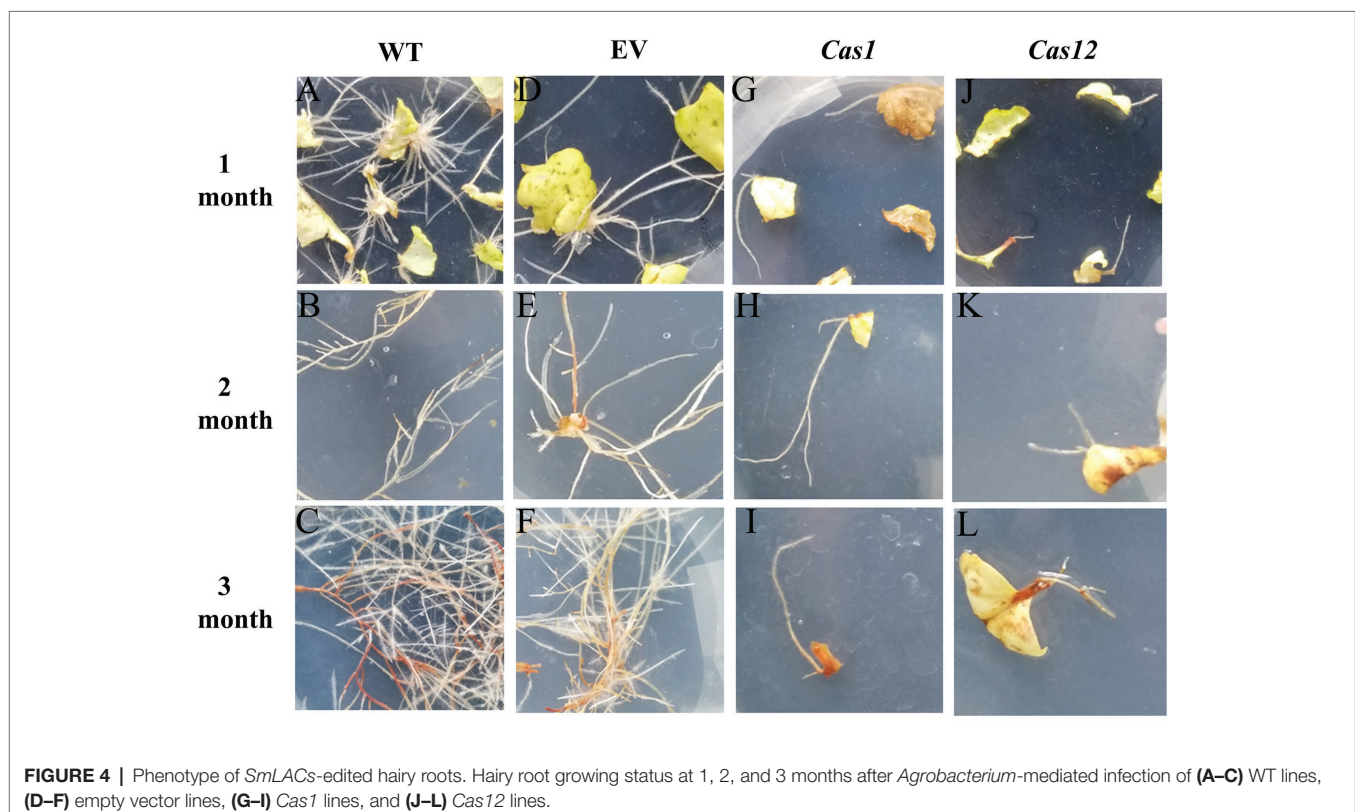 WT EV Cas1 Cas12
A D G J
1
month
B E H K
2
month
C F I L
3
month
FIGURE 4 | Phenotype of SmLACs-edited hairy roots. Hairy root growing status at 1, 2, and 3 months after Agrobacterium-mediated infection of (A–C) WT lines,
(D–F) empty vector lines, (G–I) Cas1 lines, and (J–L) Cas12 lines.